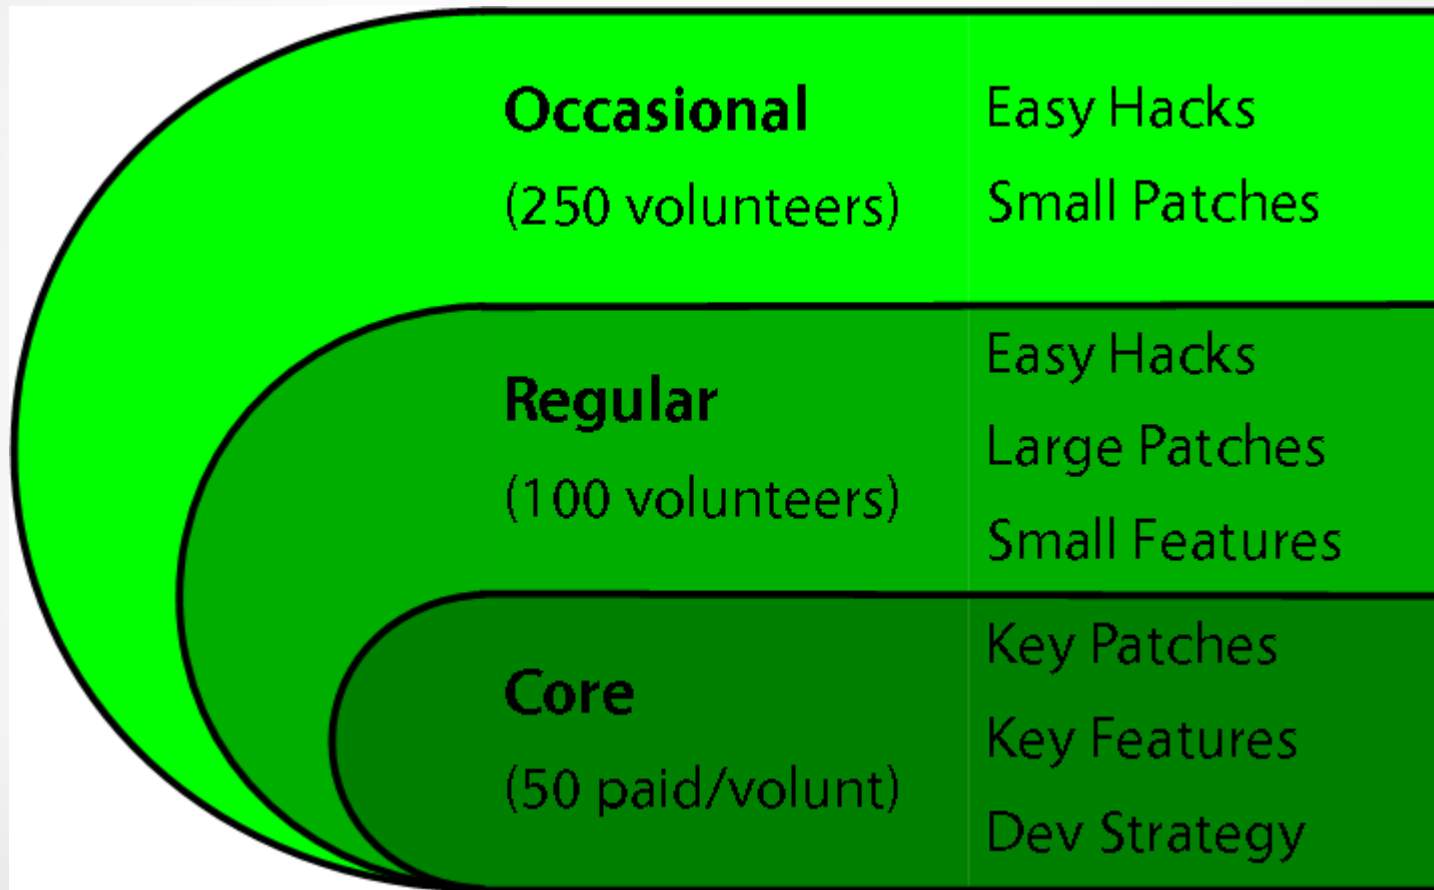 Occasional
(250 volunteers)
Easy Hacks
Small Patches
Regular
(100 volunteers)
Easy Hacks
Large Patches
Small Features
Core
(50 paid/volunt)
Key Patches
Key Features
Dev Strategy